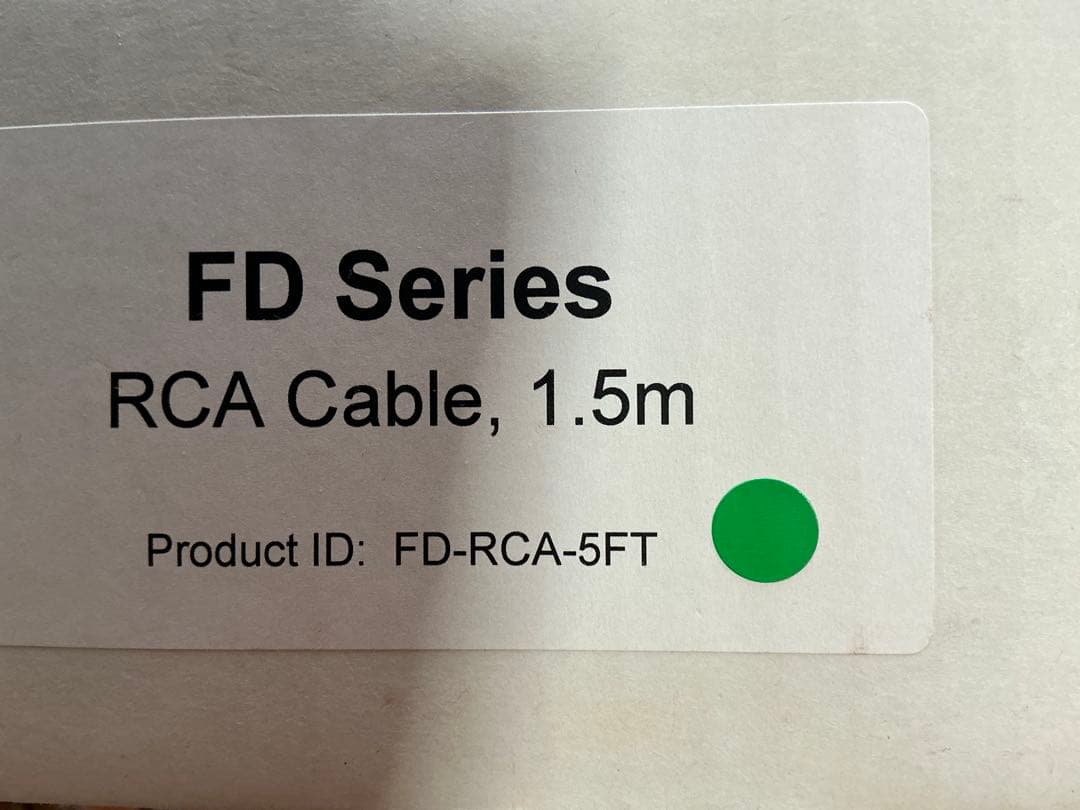 FD Series
RCA Cable, 1.5m
Product ID: FD-RCA-5FT